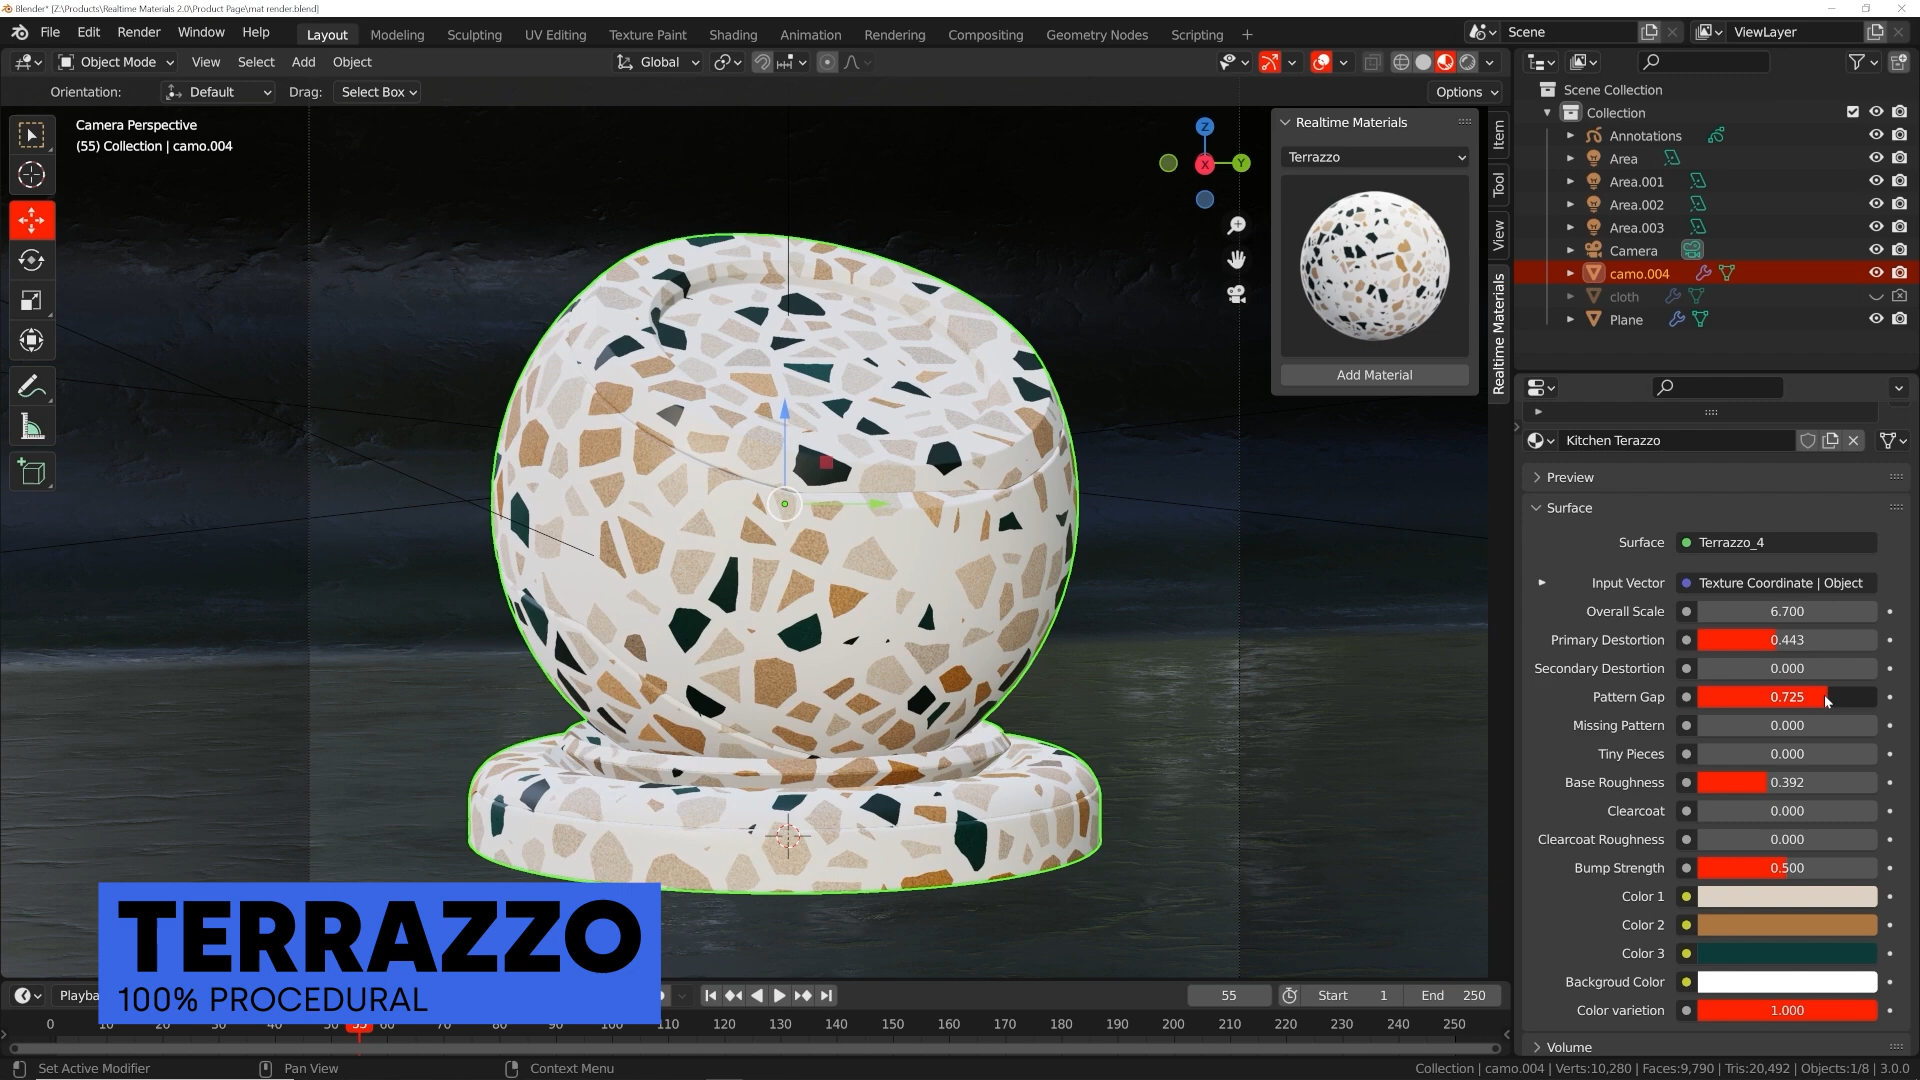 Blender* [Z:\Products\Realtime Materials 2.0\Product Page\mat render.blend]
File Edit Render Window Help Layout Modeling Sculpting UV Editing Texture Paint Shading Animation Rendering Compositing Geometry Nodes Scripting + Scene ViewLayer
Object Mode View Select Add Object Global
Orientation: Default Drag: Select Box Options
Camera Perspective
(55) Collection | camo.004
Z
Y
X
Realtime Materials
Terrazzo
Add Material
Item
Tool
View
Realtime Materials
Scene Collection
Collection
Annotations
Area
Area.001
Area.002
Area.003
Camera
camo.004
cloth
Plane
Kitchen Terazzo
Preview
Surface
Surface Terrazzo_4
Input Vector Texture Coordinate | Object
Overall Scale 6.700
Primary Destortion 0.443
Secondary Destortion 0.000
Pattern Gap 0.725
Missing Pattern 0.000
Tiny Pieces 0.000
Base Roughness 0.392
Clearcoat 0.000
Clearcoat Roughness 0.000
Bump Strength 0.500
Color 1
Color 2
Color 3
Backgroud Color
Color varietion 1.000
Volume
TERRAZZO
100% PROCEDURAL
Playba 55 Start 1 End 250
0 10 20 30 40 50 55 60 70 80 90 100 110 120 130 140 150 160 170 180 190 200 210 220 230 240 250
Set Active Modifier Pan View Context Menu Collection | camo.004 | Verts:10,280 | Faces:9,790 | Tris:20,492 | Objects:1/8 | 3.0.0